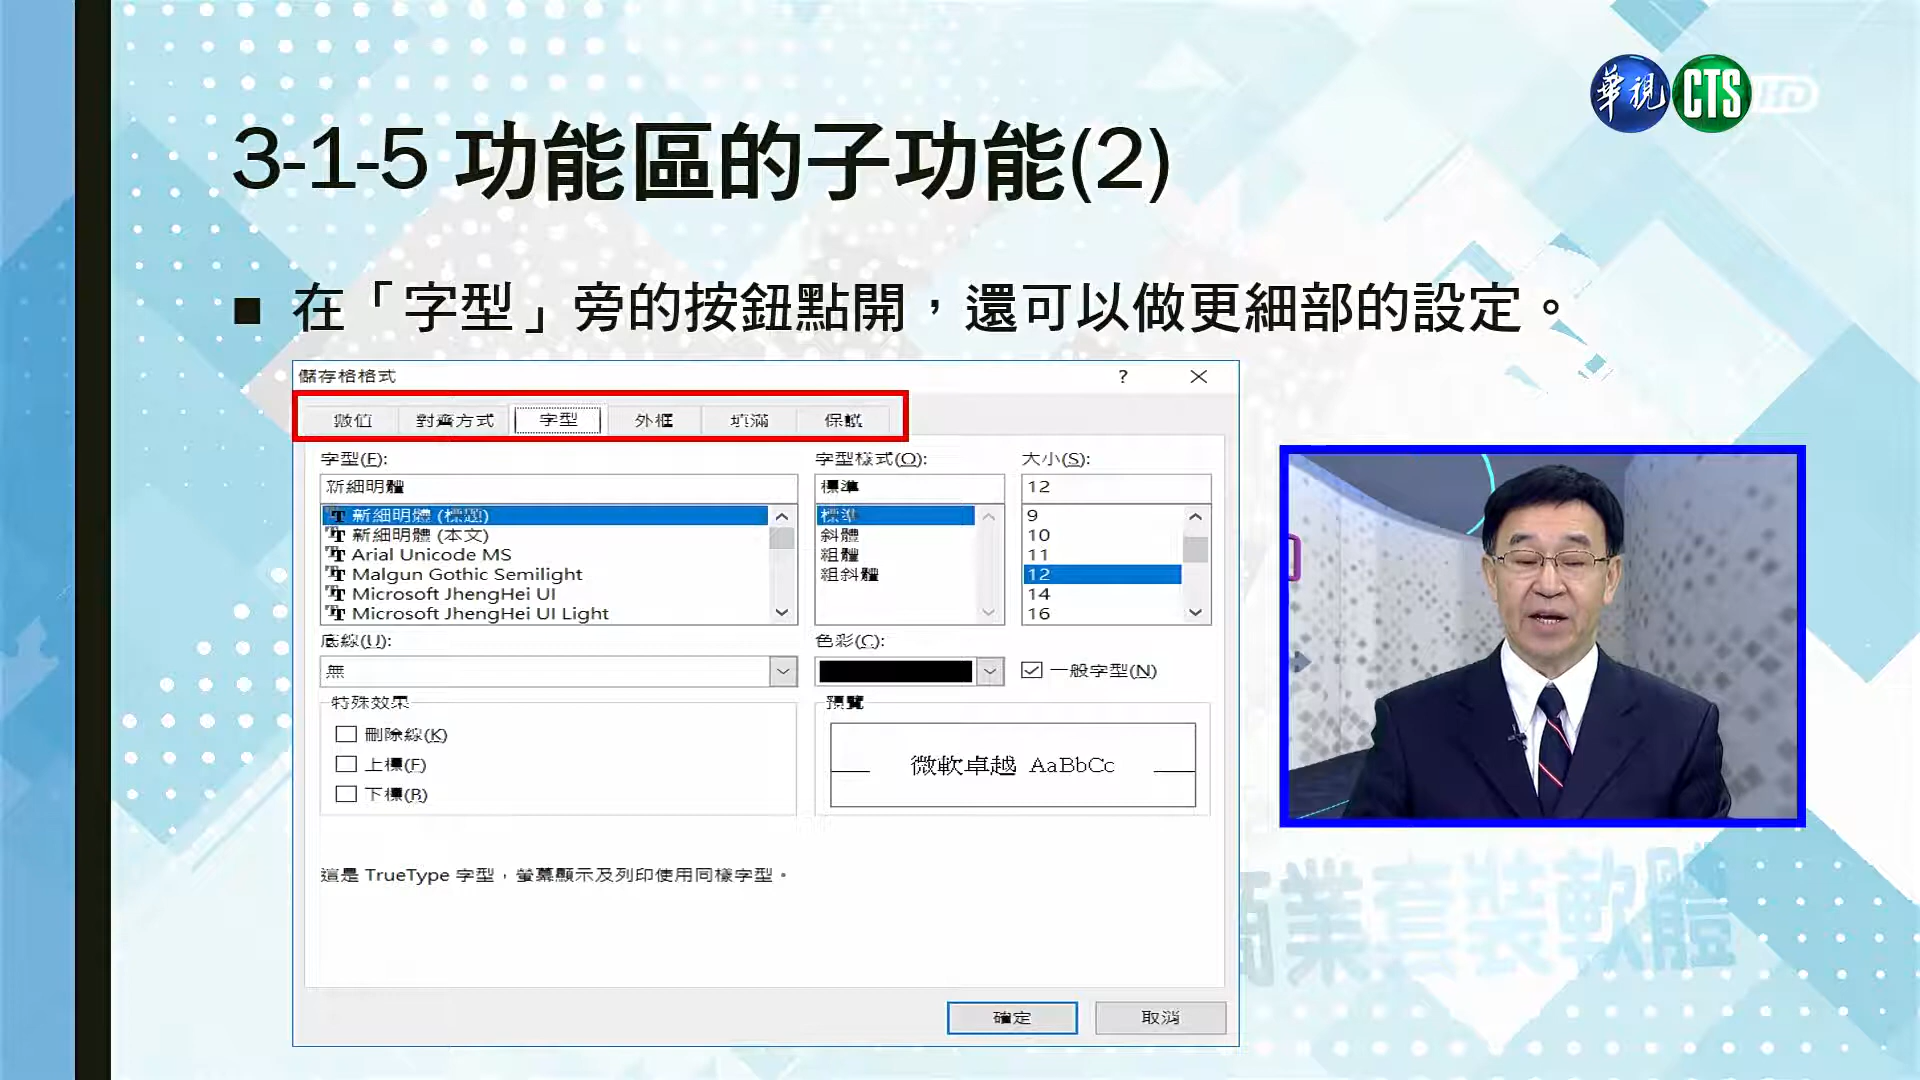 華視 CTS HD
3-1-5 功能區的子功能(2)
■ 在「字型」旁的按鈕點開，還可以做更細部的設定。
儲存格格式 ?
數值 對齊方式 字型 外框 填滿 保護
字型(F): 字型樣式(O): 大小(S):
新細明體 標準 12
新細明體 (標題) 標準 9
新細明體 (本文) 斜體 10
Arial Unicode MS 粗體 11
Malgun Gothic Semilight 粗斜體 12
Microsoft JhengHei UI 14
Microsoft JhengHei UI Light 16
底線(U): 色彩(C):
無 一般字型(N)
特殊效果 預覽
刪除線(K)
上標(E)
下標(B)
微軟卓越 AaBbCc
這是 TrueType 字型，螢幕顯示及列印使用同樣字型。
商業套裝軟體
確定 取消